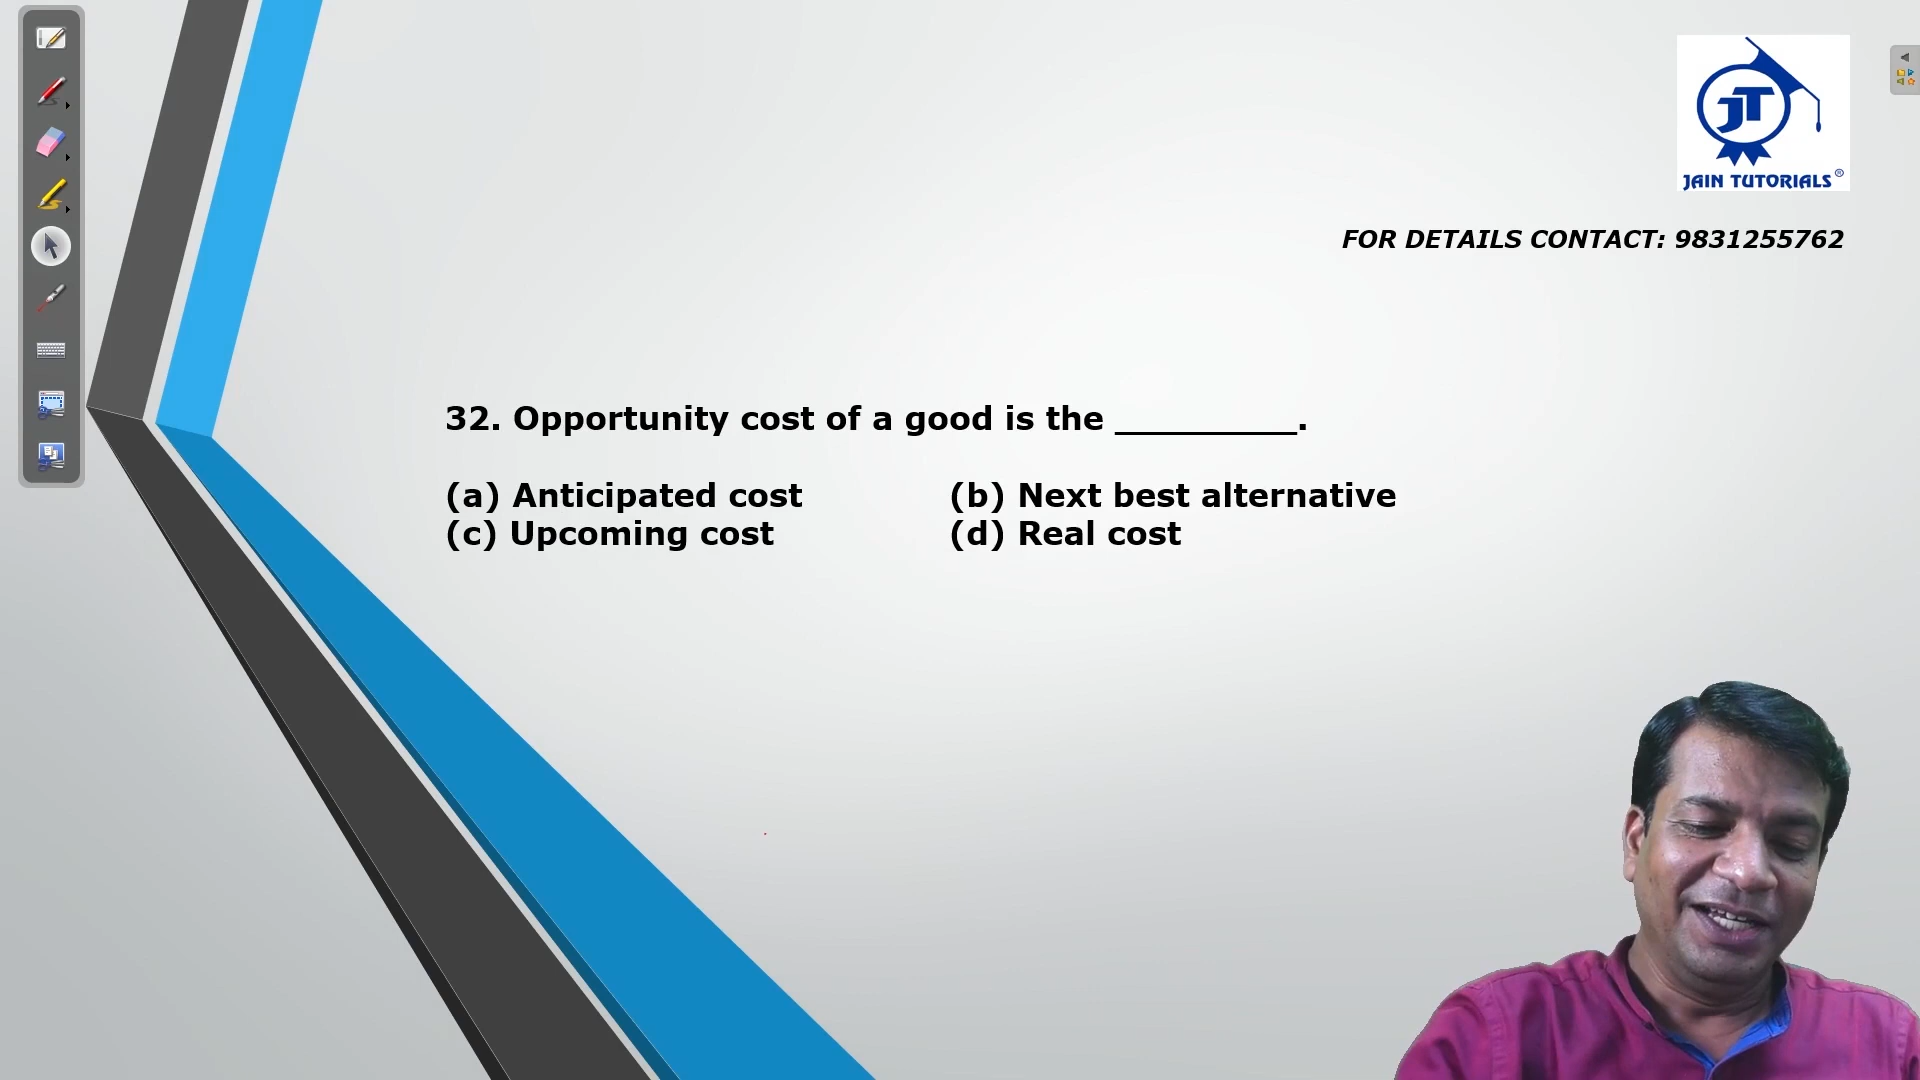 JT
JAIN TUTORIALS®
FOR DETAILS CONTACT: 9831255762
32. Opportunity cost of a good is the _________.
(a) Anticipated cost (b) Next best alternative
(c) Upcoming cost (d) Real cost